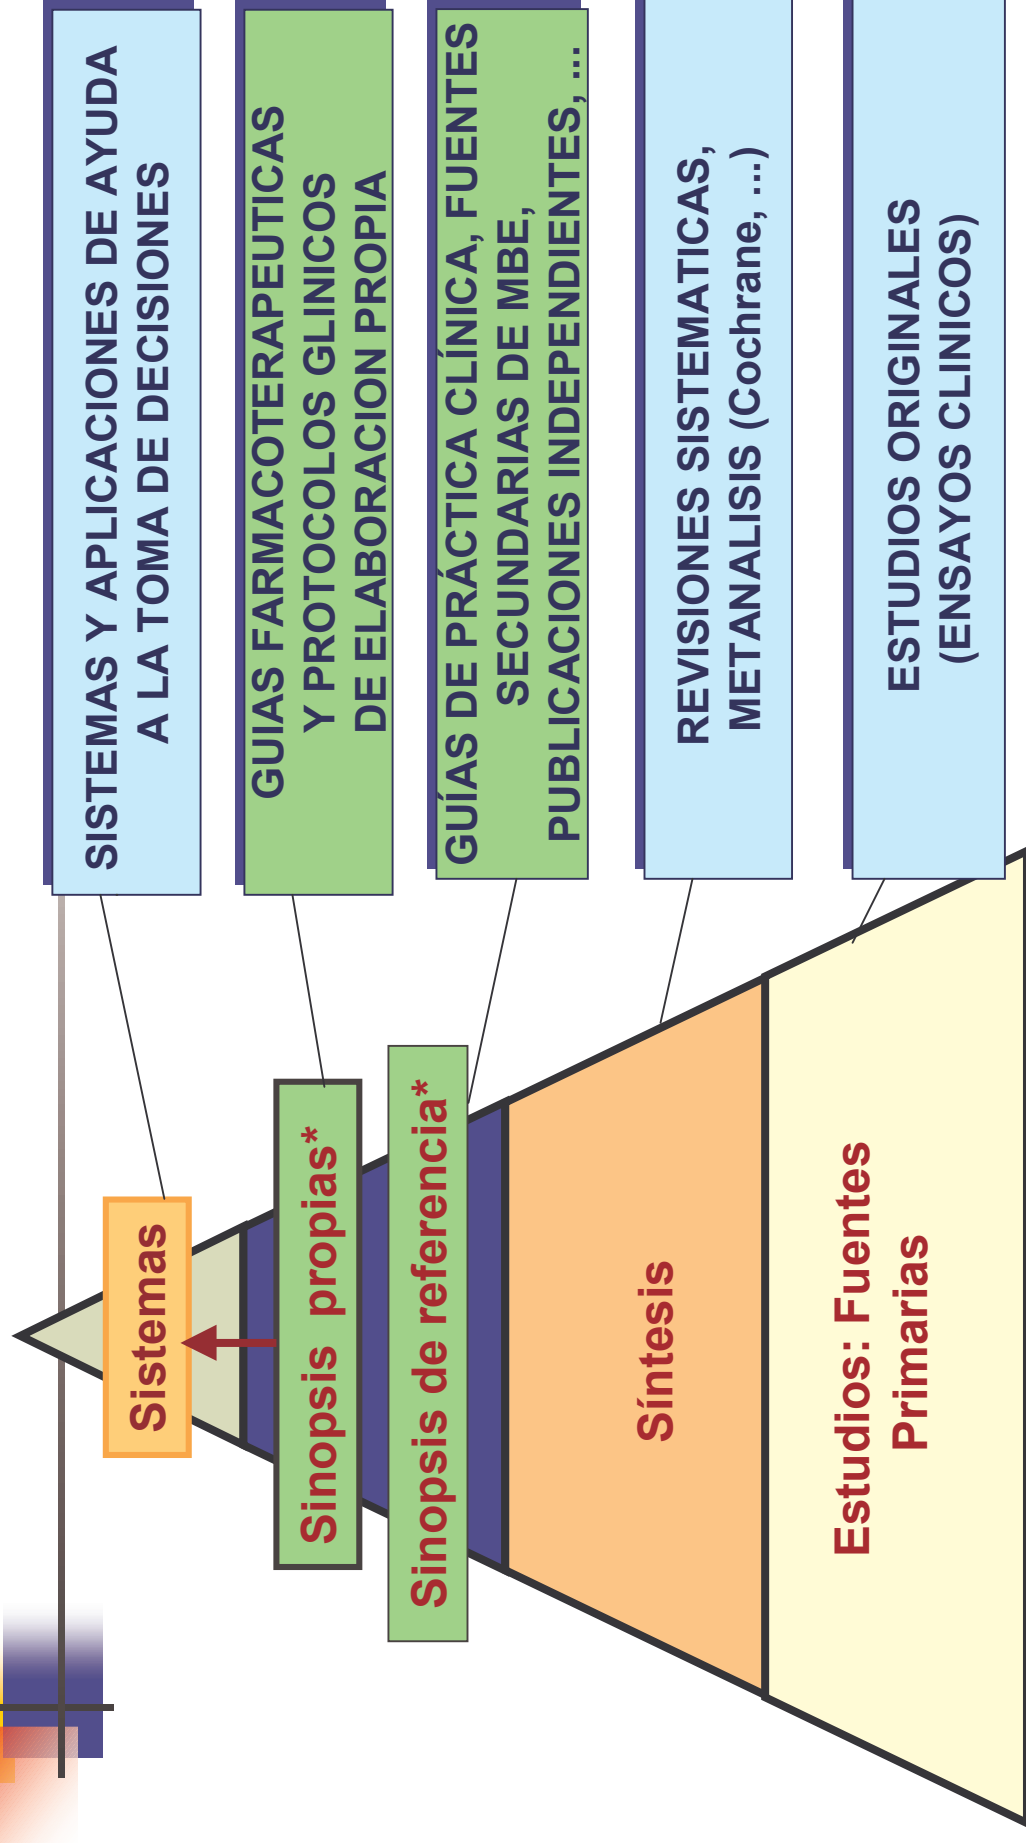 Sistemas
SISTEMAS Y APLICACIONES DE AYUDA
A LA TOMA DE DECISIONES
Sinopsis propias*
GUIAS FARMACOTERAPEUTICAS
Y PROTOCOLOS GLINICOS
DE ELABORACION PROPIA
Sinopsis de referencia*
GUÍAS DE PRÁCTICA CLÍNICA, FUENTES
SECUNDARIAS DE MBE,
PUBLICACIONES INDEPENDIENTES, ...
Síntesis
REVISIONES SISTEMATICAS,
METANALISIS (Cochrane, ...)
Estudios: Fuentes
Primarias
ESTUDIOS ORIGINALES
(ENSAYOS CLINICOS)